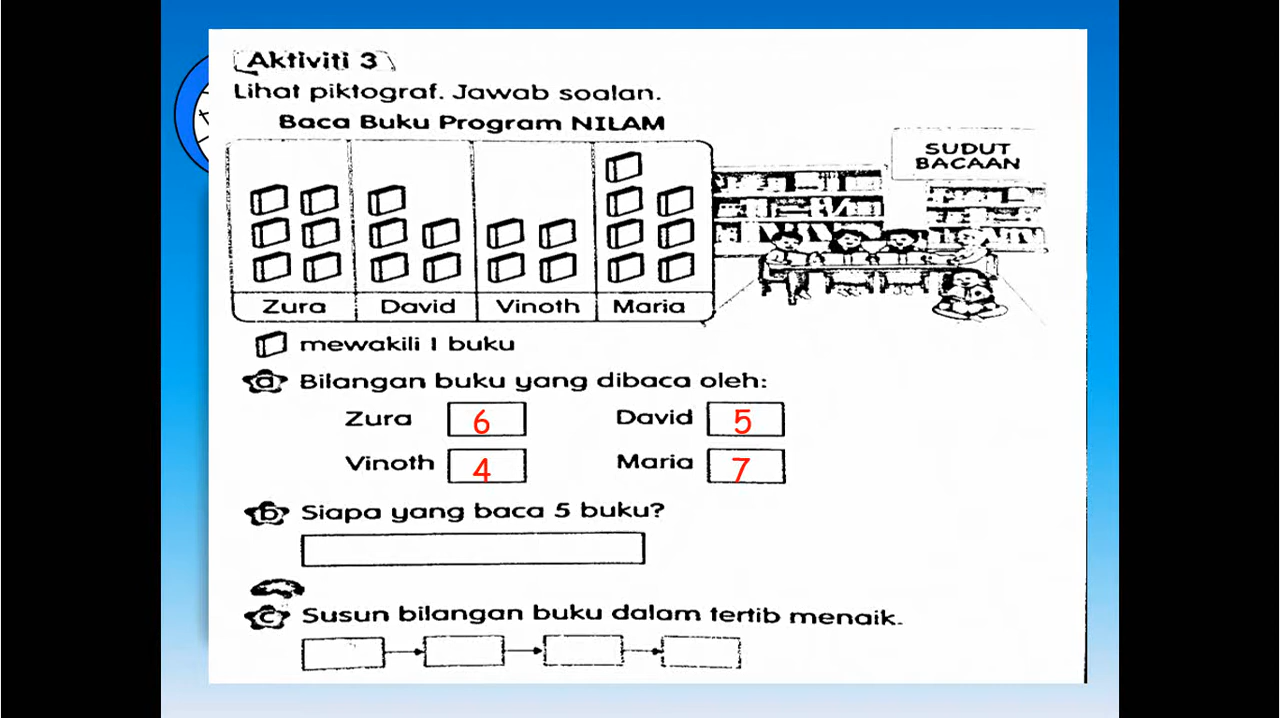 Aktiviti 3
Lihat piktograf. Jawab soalan.
Baca Buku Program NILAM
SUDUT
BACAAN
Zura David Vinoth Maria
mewakili 1 buku
a Bilangan buku yang dibaca oleh:
Zura 6 David 5
Vinoth 4 Maria 7
b Siapa yang baca 5 buku?
c Susun bilangan buku dalam tertib menaik.